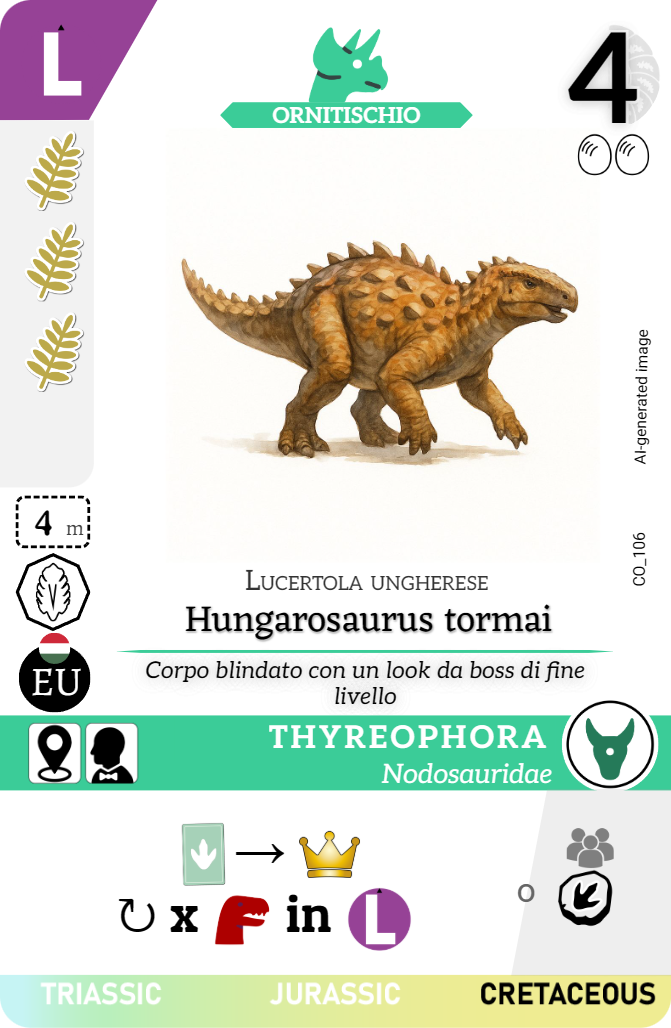 L
ORNITISCHIO
4
AI-generated image
4 m
CO_106
LUCERTOLA UNGHERESE
Hungarosaurus tormai
EU
Corpo blindato con un look da boss di fine
livello
THYREOPHORA
Nodosauridae
→
↻ x in L
o
TRIASSIC JURASSIC CRETACEOUS